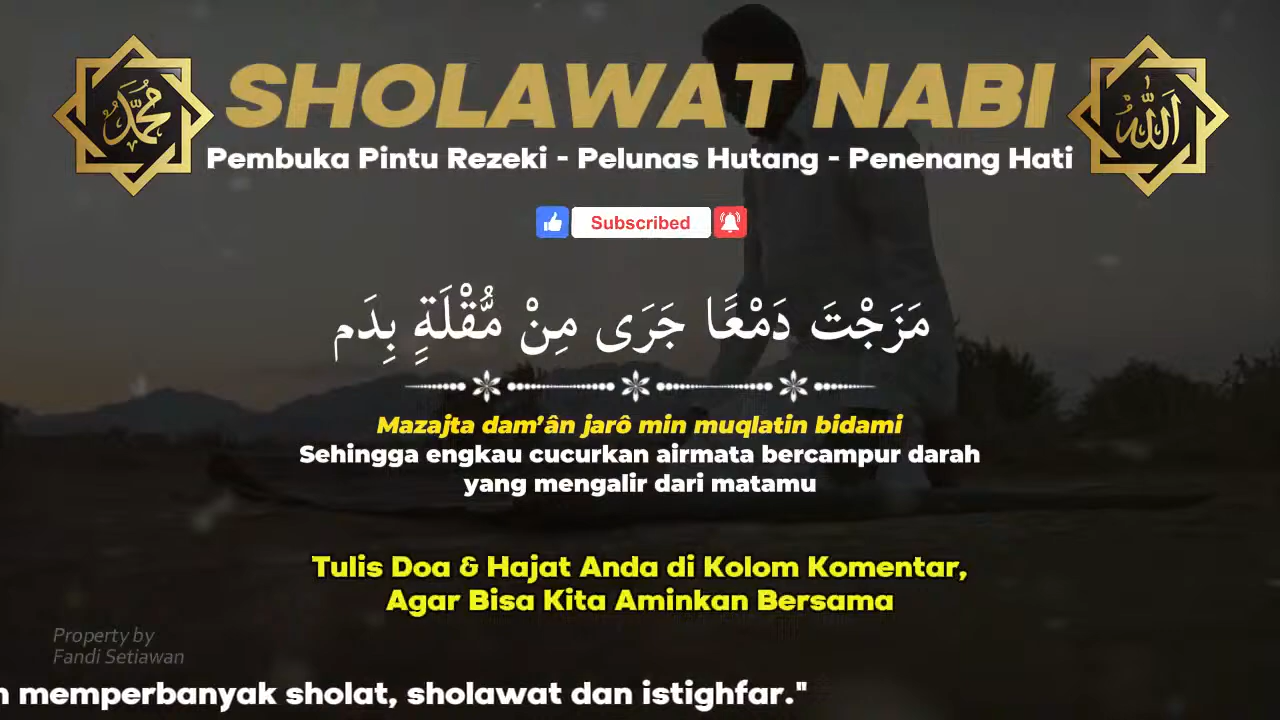 محمد
SHOLAWAT NABI
الله
Pembuka Pintu Rezeki - Pelunas Hutang - Penenang Hati
Subscribed
مَزَجْتَ دَمْعًا جَرَى مِنْ مُّقْلَةٍ بِدَم
Mazajta dam’ân jarô min muqlatin bidami
Sehingga engkau cucurkan airmata bercampur darah
yang mengalir dari matamu
Tulis Doa & Hajat Anda di Kolom Komentar,
Agar Bisa Kita Aminkan Bersama
Property by
Fandi Setiawan
memperbanyak sholat, sholawat dan istighfar."